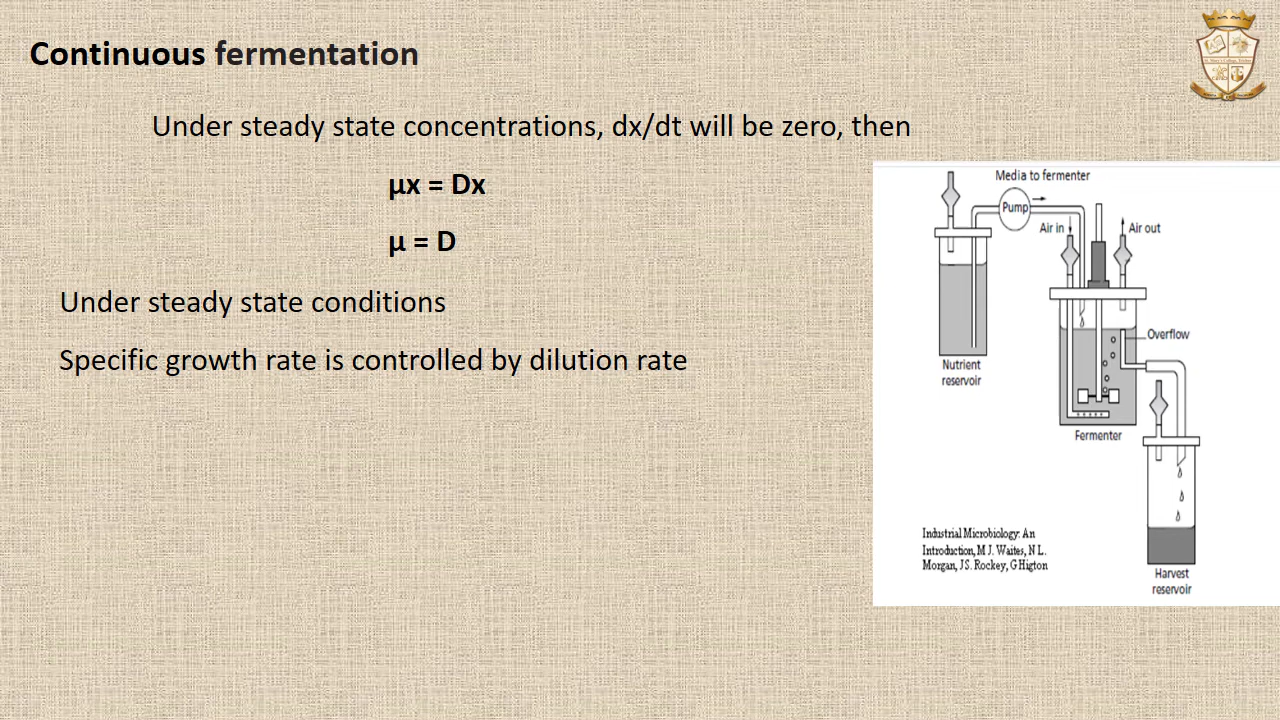 Continuous fermentation
Under steady state concentrations, dx/dt will be zero, then
µx = Dx
µ = D
Under steady state conditions
Specific growth rate is controlled by dilution rate
Media to fermenter
Pump
Air in
Air out
Overflow
Nutrient
reservoir
Fermenter
Industrial Microbiology: An
Introduction, M J. Waites, N L.
Morgan, J S. Rockey, G Higton
Harvest
reservoir